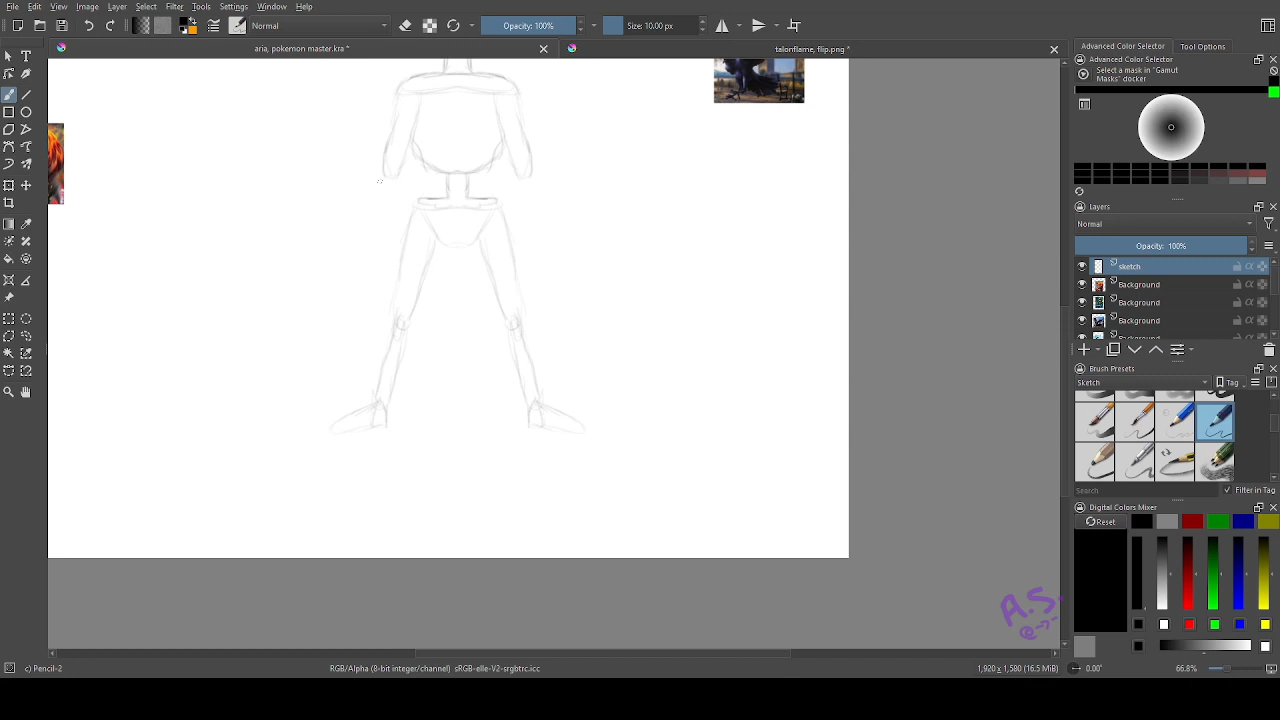 File Edit View Image Layer Select Filter Tools Settings Help
Normal Opacity: 100% Size: 10.00 px
aria, pokemon master.kra * talonflame, flip.png *
Advanced Color Selector Tool Options
Advanced Color Selector
Select a mask in "Gamut
Masks" docker
Layers
Normal
Opacity: 100%
sketch
Background
Background
Background
Brush Presets
Sketch Tag
Search Filter in Tag
Digital Colors Mixer
Reset
A.S.
c) Pencil-2 RGB/Alpha (8-bit integer/channel) sRGB-elle-V2-srgbtrc.icc 1,920 x 1,580 (16.5 MiB) 0.00° 66.8%